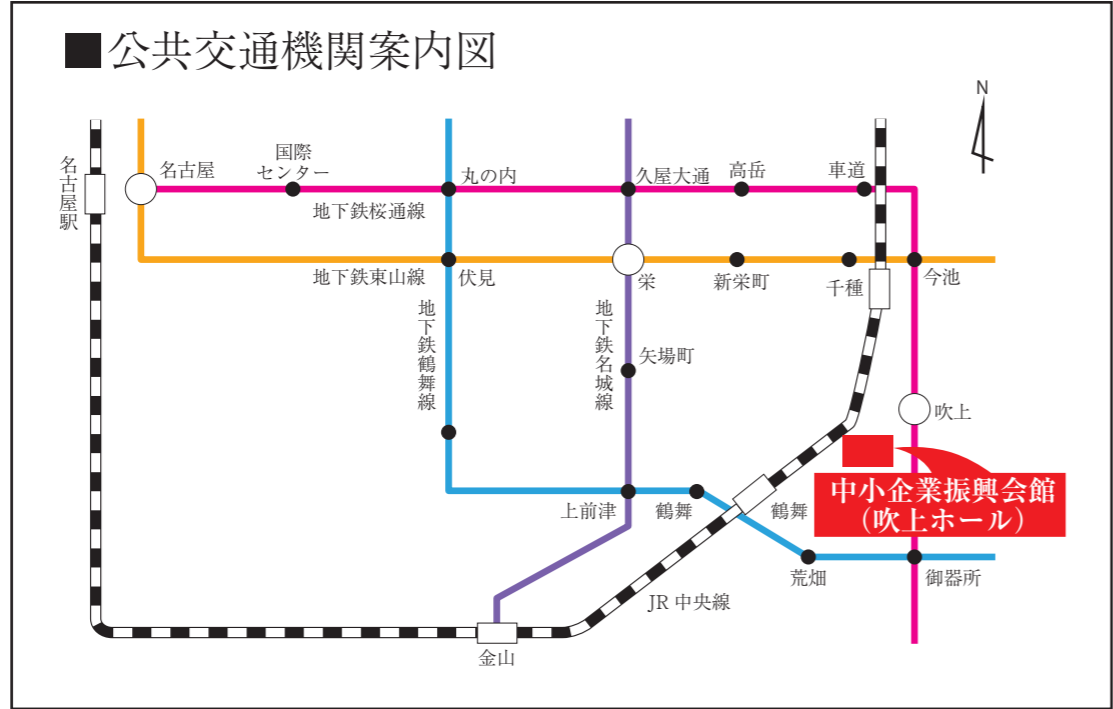 ■公共交通機関案内図
N
名古屋駅
名古屋
国際
センター
丸の内
久屋大通
高岳
車道
地下鉄桜通線
地下鉄東山線
伏見
栄
新栄町
千種
今池
地下鉄鶴舞線
地下鉄名城線
矢場町
吹上
中小企業振興会館
(吹上ホール)
上前津
鶴舞
鶴舞
荒畑
御器所
JR 中央線
金山